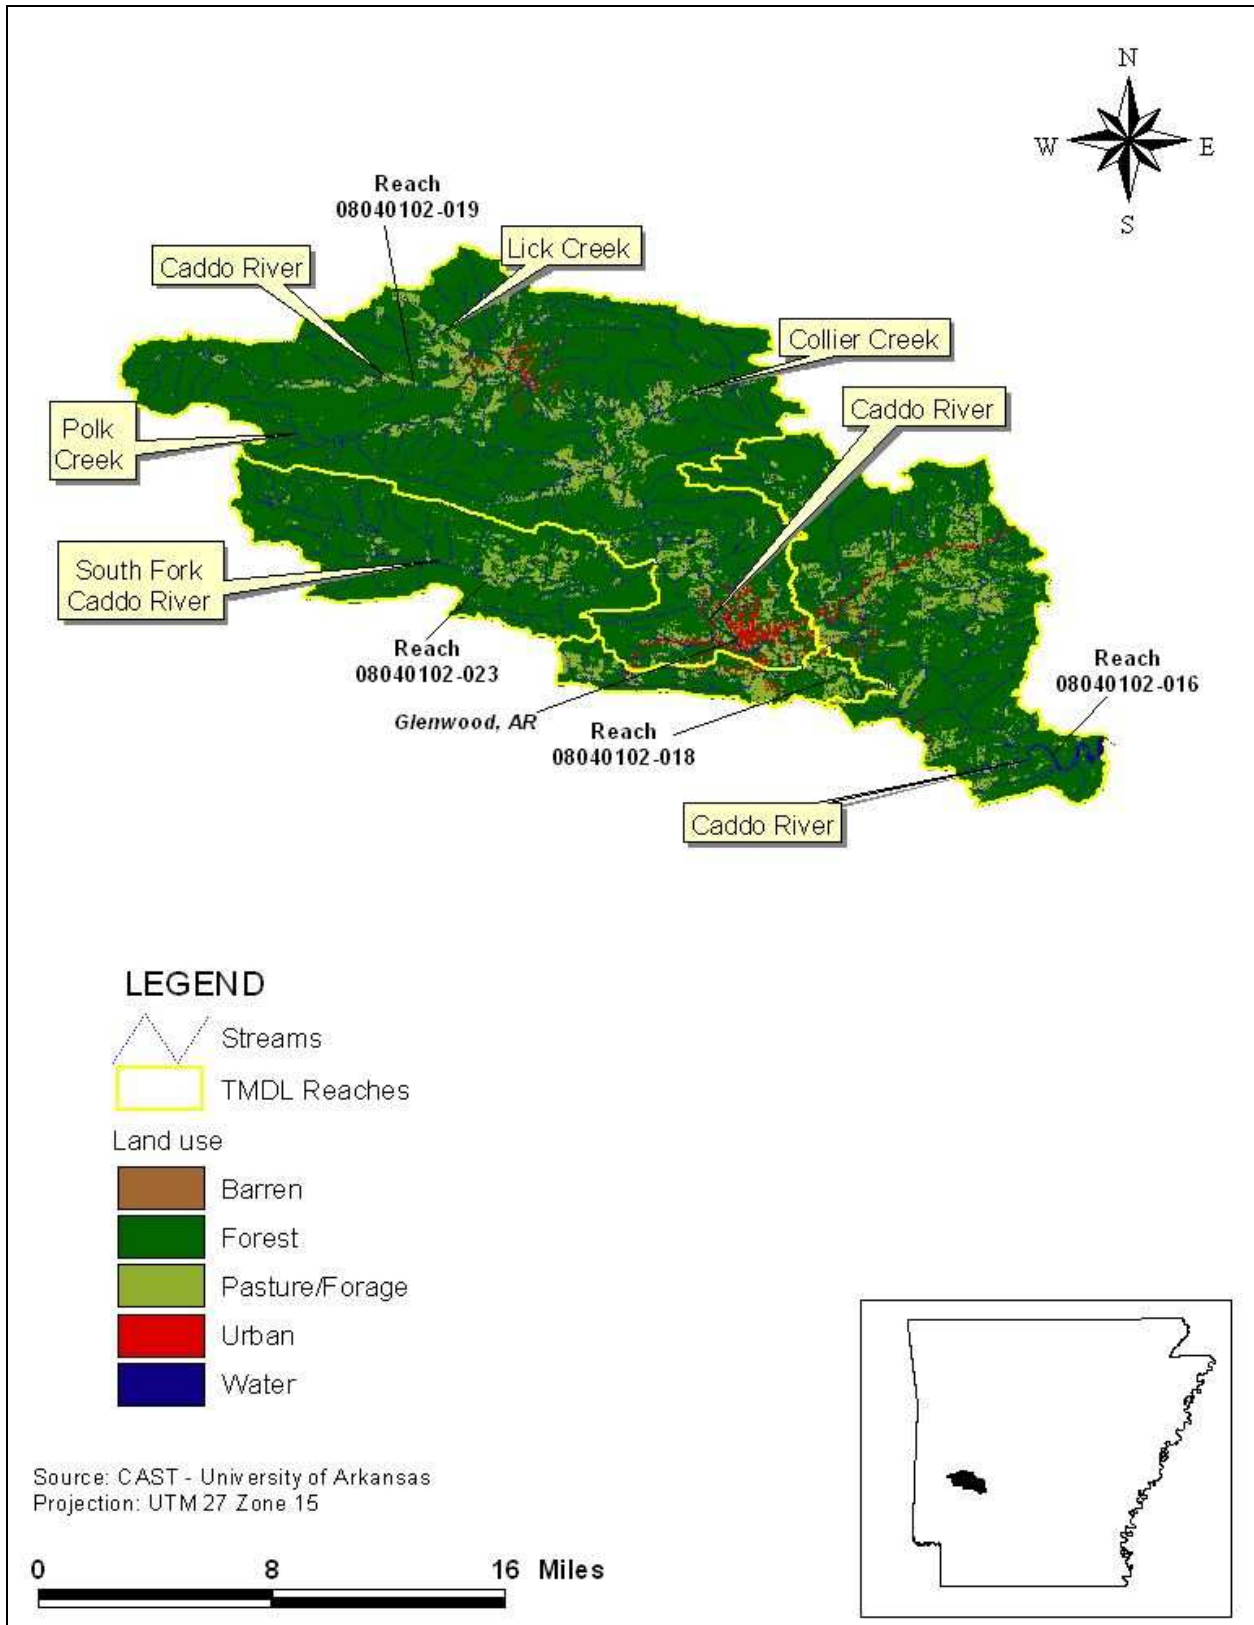 N
W
E
S
Reach
08040102-019
Lick Creek
Caddo River
Collier Creek
Caddo River
Polk
Creek
South Fork
Caddo River
Reach
08040102-023
Glenwood, AR
Reach
08040102-018
Reach
08040102-016
Caddo River
LEGEND
Streams
TMDL Reaches
Land use
Barren
Forest
Pasture/Forage
Urban
Water
Source: CAST - University of Arkansas
Projection: UTM 27 Zone 15
0 8 16 Miles